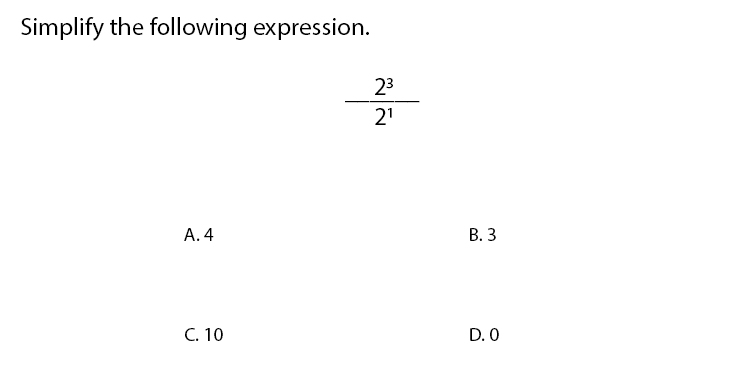 Simplify the following expression.
2³
2¹
A. 4
B. 3
C. 10
D. 0